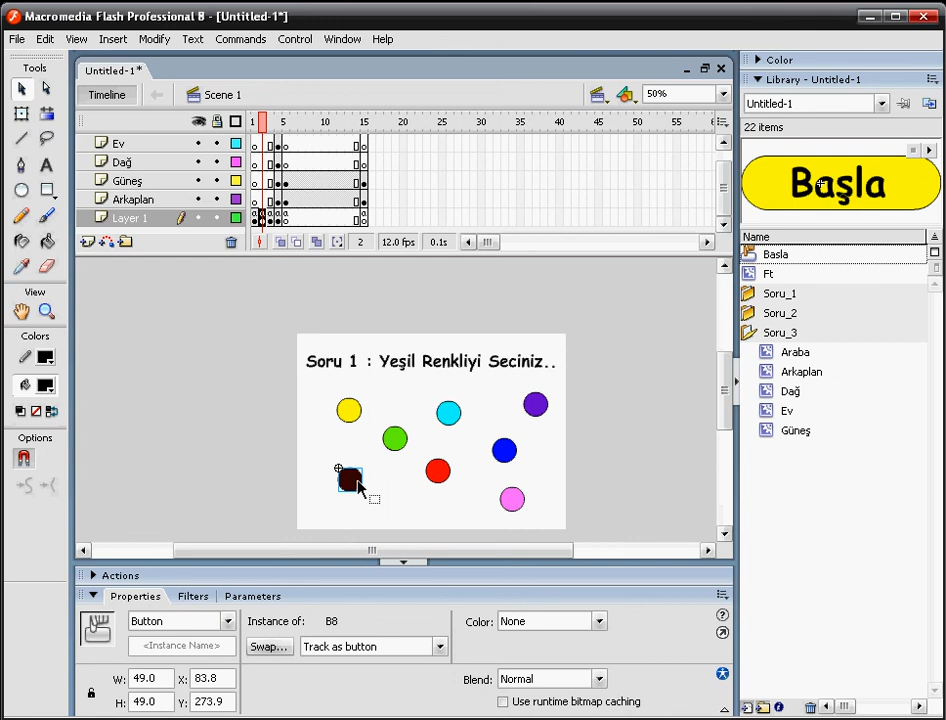 Macromedia Flash Professional 8 - [Untitled-1*]
File Edit View Insert Modify Text Commands Control Window Help
Tools
View
Colors
Options
Untitled-1*
Timeline
Scene 1
50%
1 5 10 15 20 25 30 35 40 45 50 55 6
Ev
Dağ
Güneş
Arkaplan
Layer 1
2 12.0 fps 0.1s
Soru 1 : Yeşil Renkliyi Seciniz..
Actions
Properties Filters Parameters
Button
<Instance Name>
Instance of: B8
Swap...
Track as button
Color: None
W: 49.0 X: 83.8
H: 49.0 Y: 273.9
Blend: Normal
Use runtime bitmap caching
Color
Library - Untitled-1
Untitled-1
22 items
Başla
Name
Basla
Ft
Soru_1
Soru_2
Soru_3
Araba
Arkaplan
Dağ
Ev
Güneş